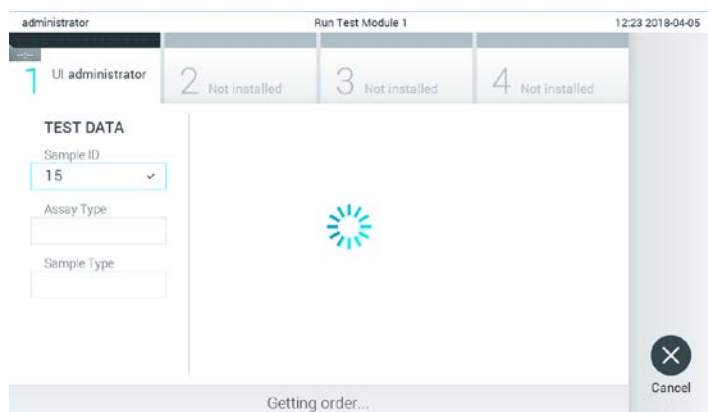 administrator Run Test Module 1 12:23 2018-04-05
1 UI administrator 2 Not installed 3 Not installed 4 Not installed
TEST DATA
Sample ID
15
Assay Type
Sample Type
Cancel
Getting order...